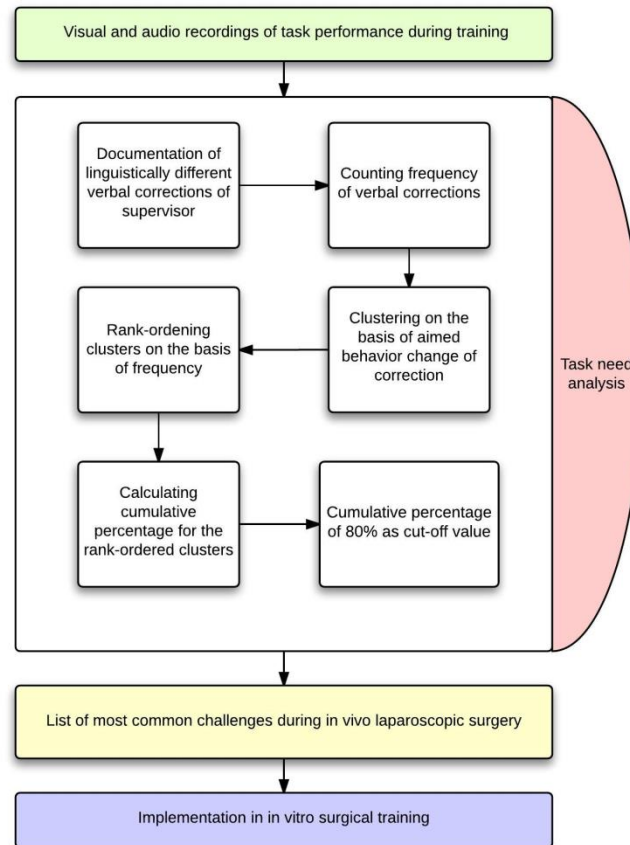 Visual and audio recordings of task performance during training
Documentation of
linguistically different
verbal corrections of
supervisor
Counting frequency
of verbal corrections
Rank-ordering
clusters on the basis
of frequency
Clustering on the
basis of aimed
behavior change of
correction
Task need
analysis
Calculating
cumulative
percentage for the
rank-ordered clusters
Cumulative percentage
of 80% as cut-off value
List of most common challenges during in vivo laparoscopic surgery
Implementation in in vitro surgical training